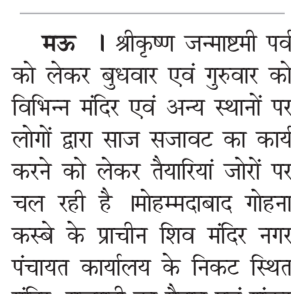 मऊ । श्रीकृष्ण जन्माष्टमी पर्व
को लेकर बुधवार एवं गुरुवार को
विभिन्न मंदिर एवं अन्य स्थानों पर
लोगों द्वारा साज सजावट का कार्य
करने को लेकर तैयारियां जोरों पर
चल रही है ।मोहम्मदाबाद गोहना
कस्बे के प्राचीन शिव मंदिर नगर
पंचायत कार्यालय के निकट स्थित